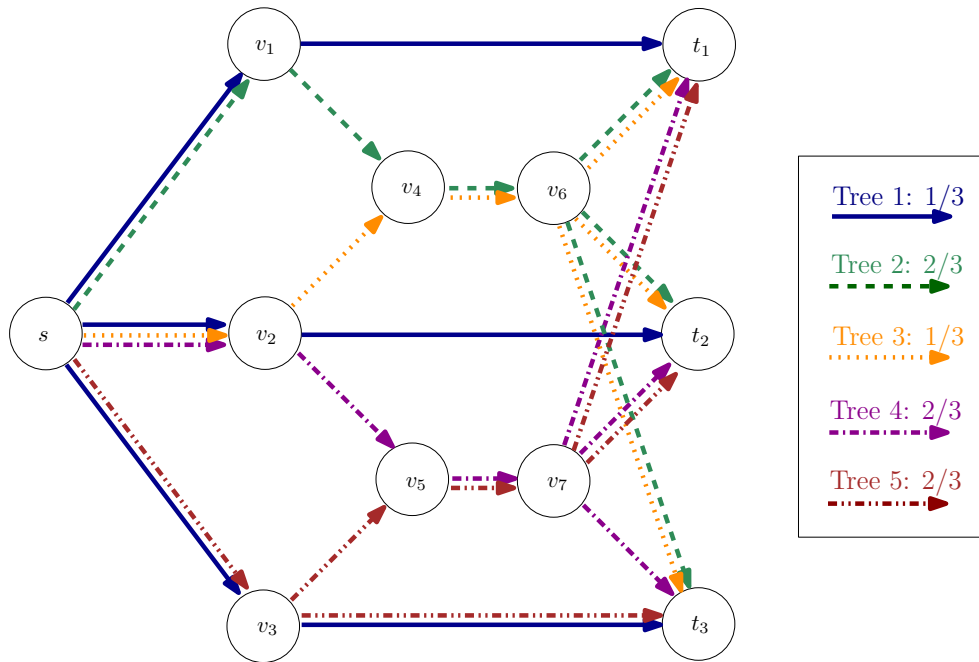 v1
t1
v4
v6
s
v2
t2
v5
v7
v3
t3
Tree 1: 1/3
Tree 2: 2/3
Tree 3: 1/3
Tree 4: 2/3
Tree 5: 2/3